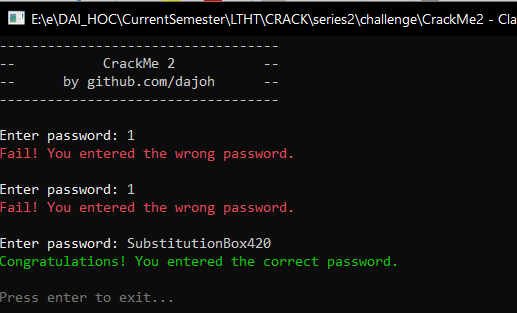 E:\e\DAI_HOC\CurrentSemester\LTHT\CRACK\series2\challenge\CrackMe2 - Cla
-----------------------------------
-- CrackMe 2 --
-- by github.com/dajoh --
-----------------------------------
Enter password: 1
Fail! You entered the wrong password.
Enter password: 1
Fail! You entered the wrong password.
Enter password: SubstitutionBox420
Congratulations! You entered the correct password.
Press enter to exit...